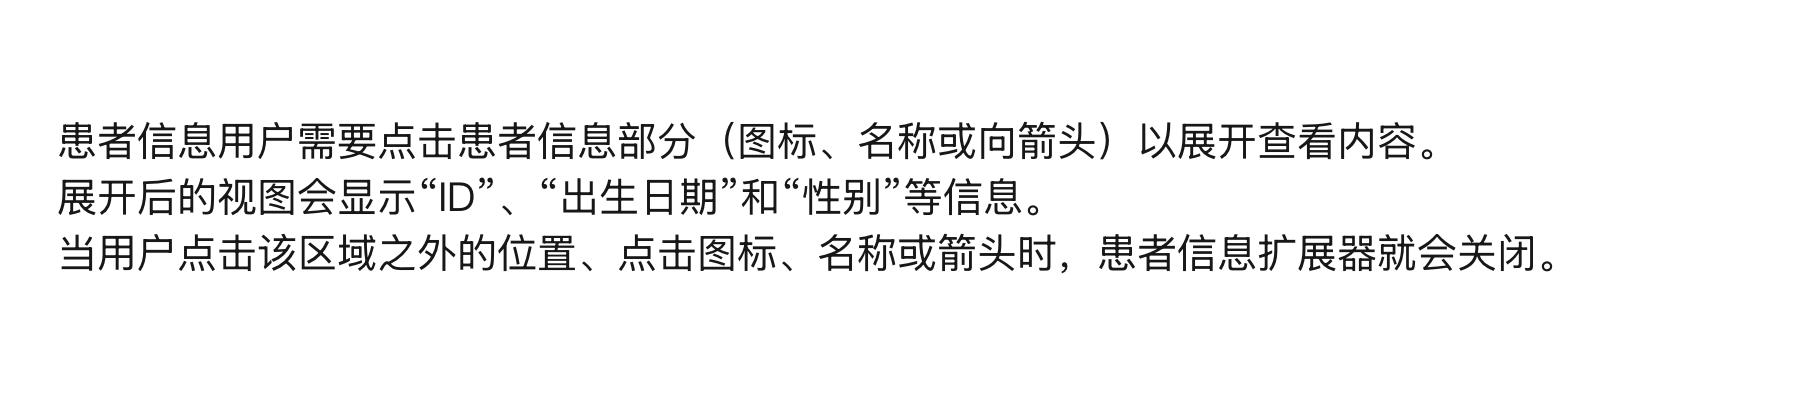 患者信息用户需要点击患者信息部分（图标、名称或向箭头）以展开查看内容。
展开后的视图会显示“ID”、“出生日期”和“性别”等信息。
当用户点击该区域之外的位置、点击图标、名称或箭头时，患者信息扩展器就会关闭。